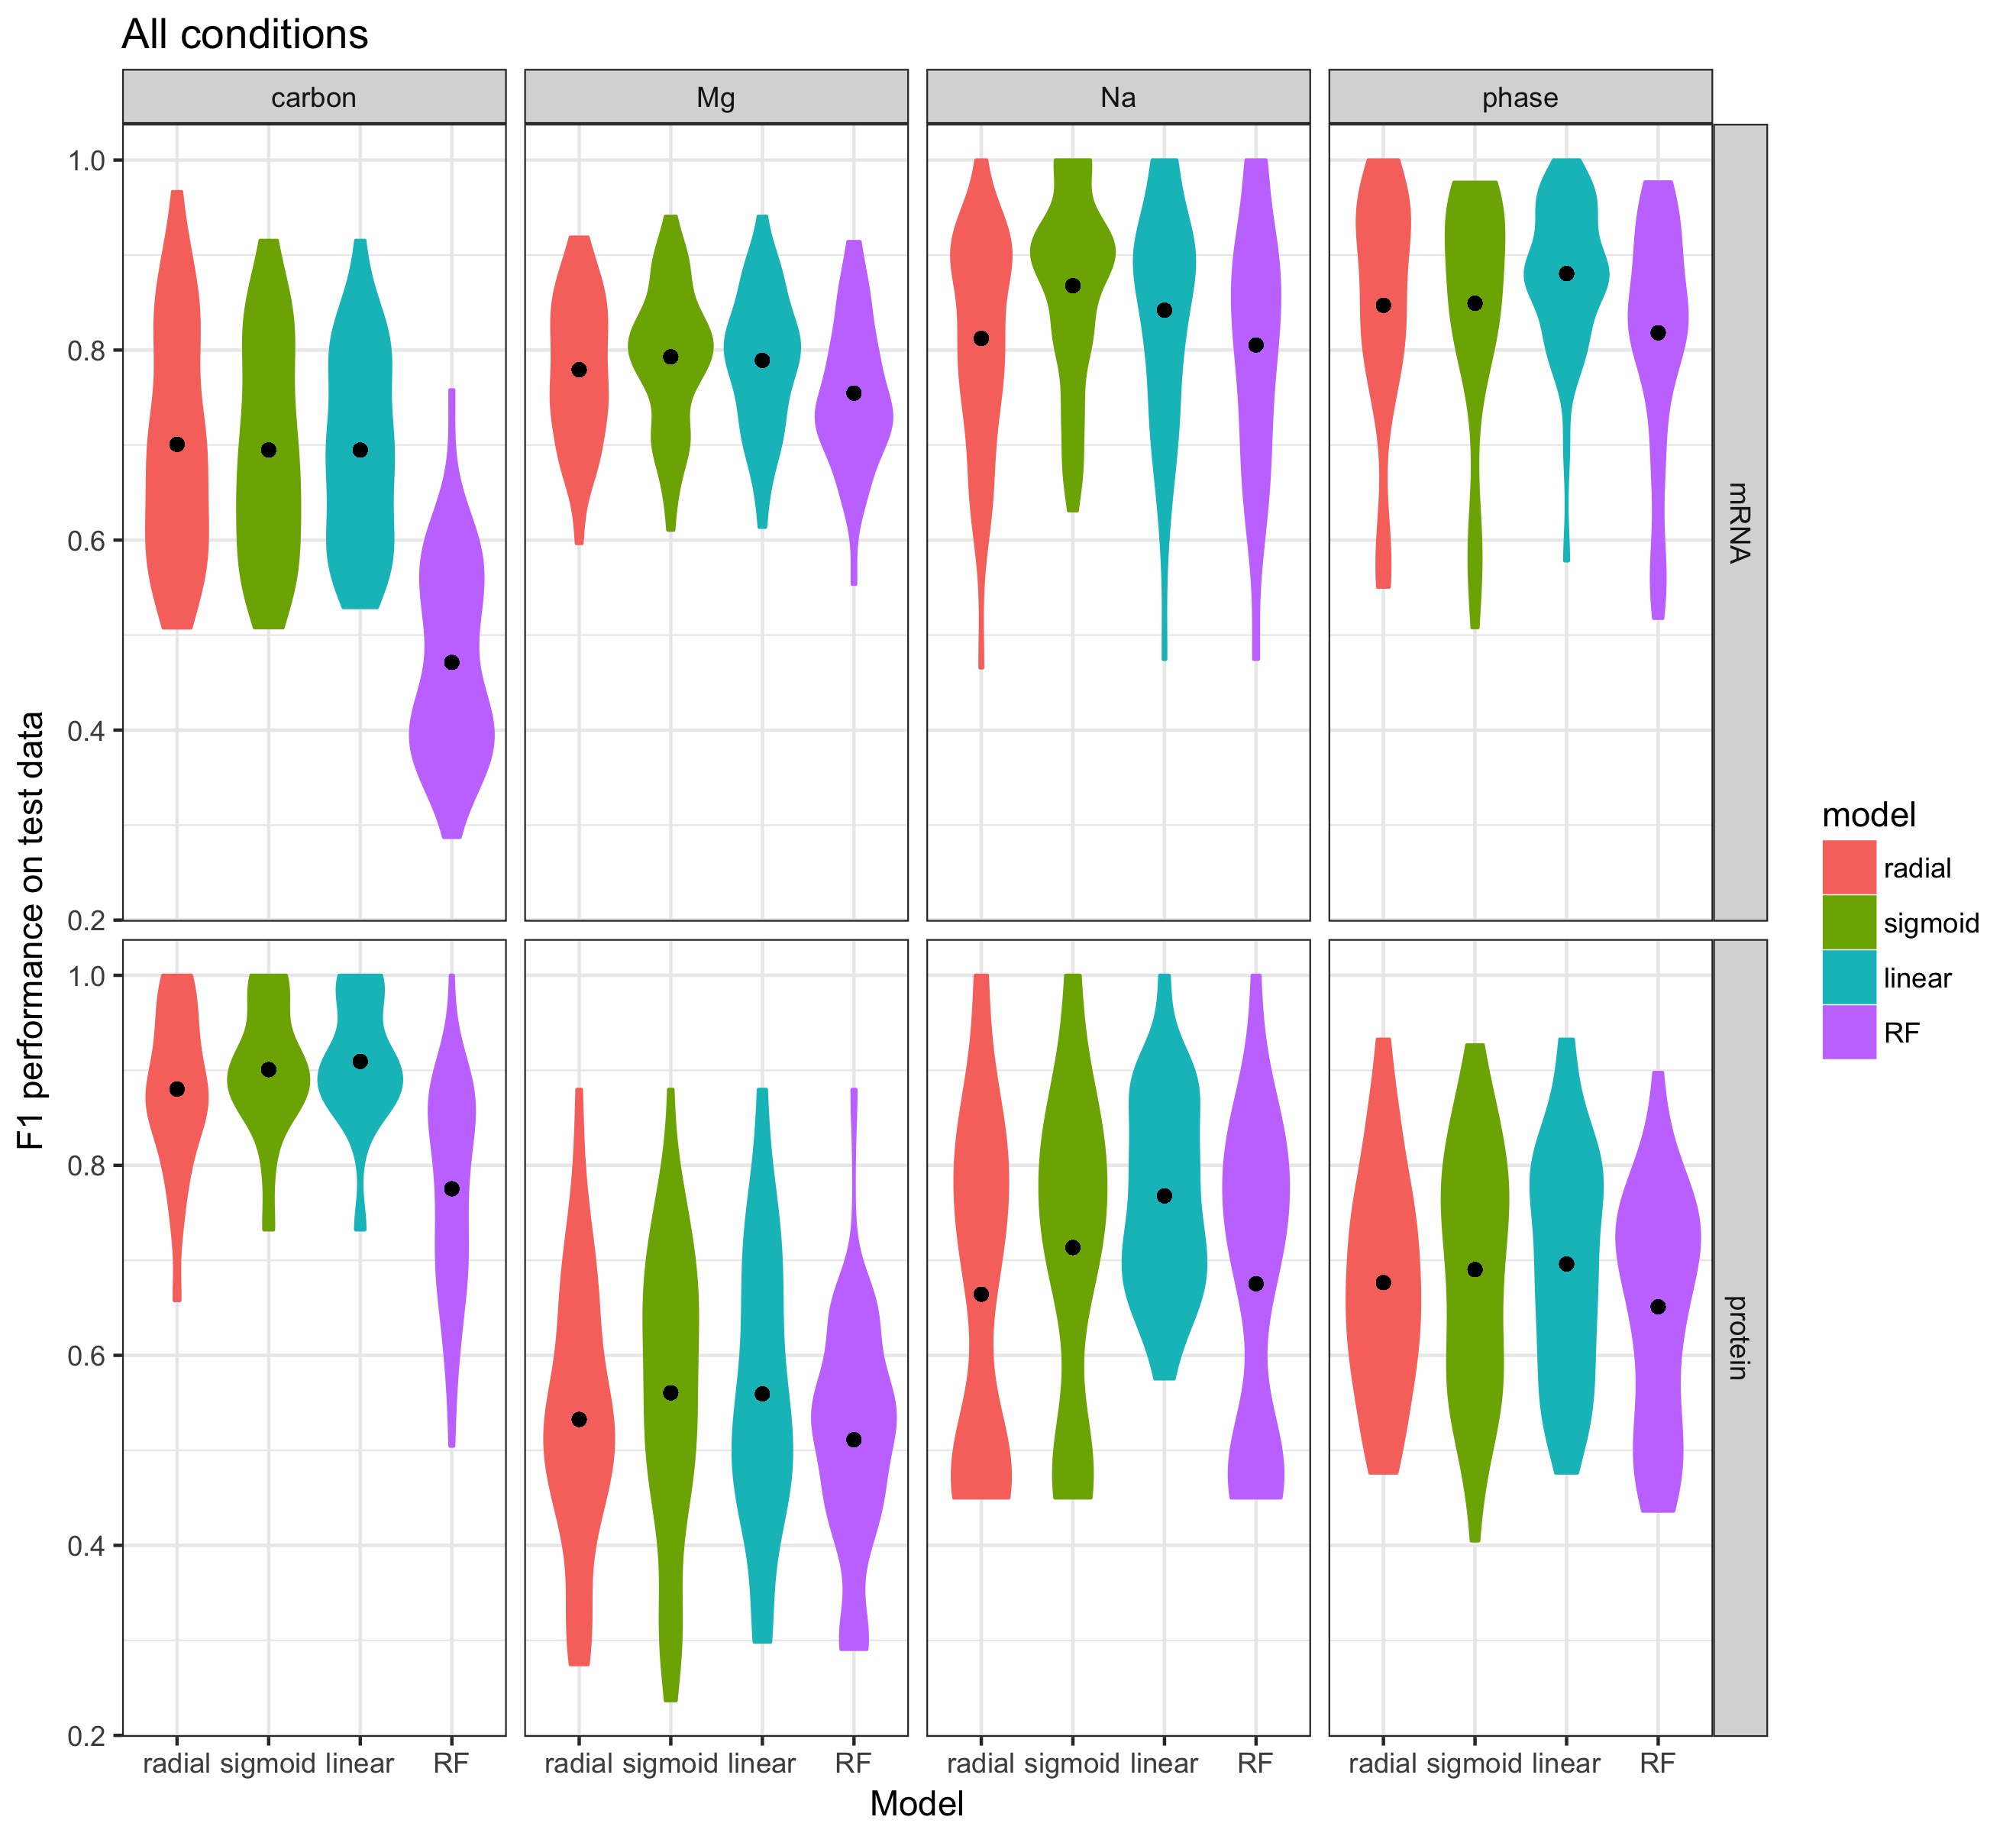 All conditions
carbon
Mg
Na
phase
1.0
0.8
0.6
0.4
0.2
mRNA
1.0
0.8
0.6
0.4
0.2
protein
F1 performance on test data
radial sigmoid linear RF
radial sigmoid linear RF
radial sigmoid linear RF
radial sigmoid linear RF
Model
model
radial
sigmoid
linear
RF